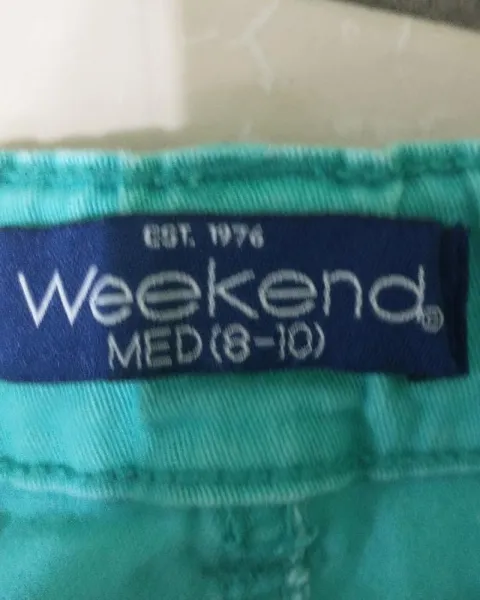 EST. 1976
Weekend®
MED (8-10)